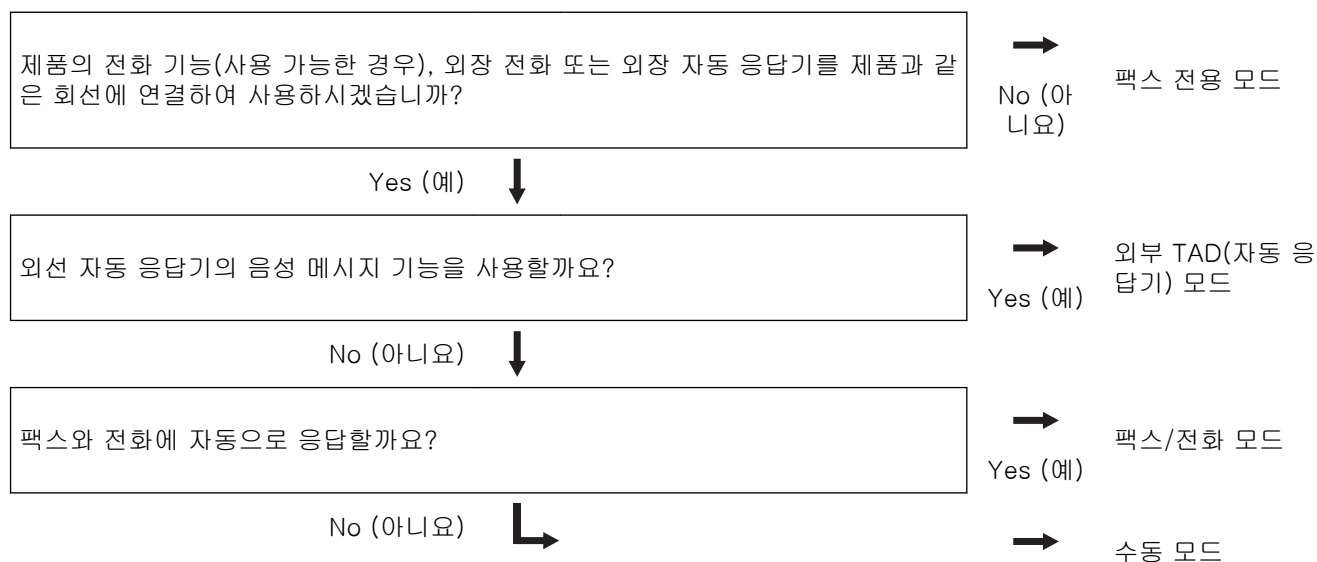 제품의 전화 기능(사용 가능한 경우), 외장 전화 또는 외장 자동 응답기를 제품과 같
은 회선에 연결하여 사용하시겠습니까?
No (아
니요)
팩스 전용 모드
Yes (예)
외선 자동 응답기의 음성 메시지 기능을 사용할까요?
Yes (예)
외부 TAD(자동 응
답기) 모드
No (아니요)
팩스와 전화에 자동으로 응답할까요?
Yes (예)
팩스/전화 모드
No (아니요)
수동 모드